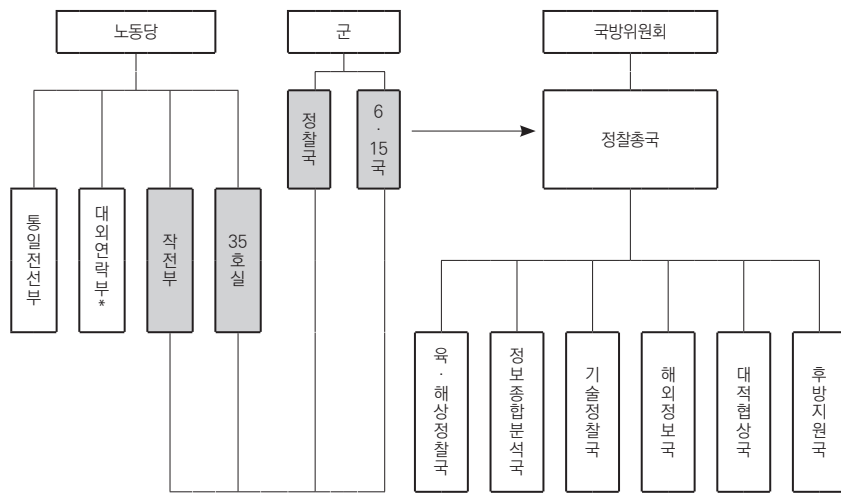 노동당
군
국방위원회
정찰국
6·15국
정찰총국
통일전선부
대외연락부*
작전부
35호실
육·해상정찰국
정보종합분석국
기술정찰국
해외정보국
대적협상국
후방지원국